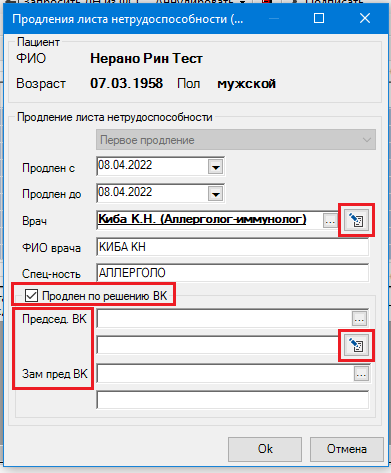 Продления листа нетрудоспособности (...
Пациент
ФИО Нерано Рин Тест
Возраст 07.03.1958 Пол мужской
Продление листа нетрудоспособности
Первое продление
Продлен с 08.04.2022
Продлен до 08.04.2022
Врач Киба К.Н. (Аллерголог-иммунолог) ...
ФИО врача КИБА КН
Спец-ность АЛЛЕРГОЛО
Продлен по решению ВК
Председ. ВК ...
Зам пред ВК ...
Ok Отмена